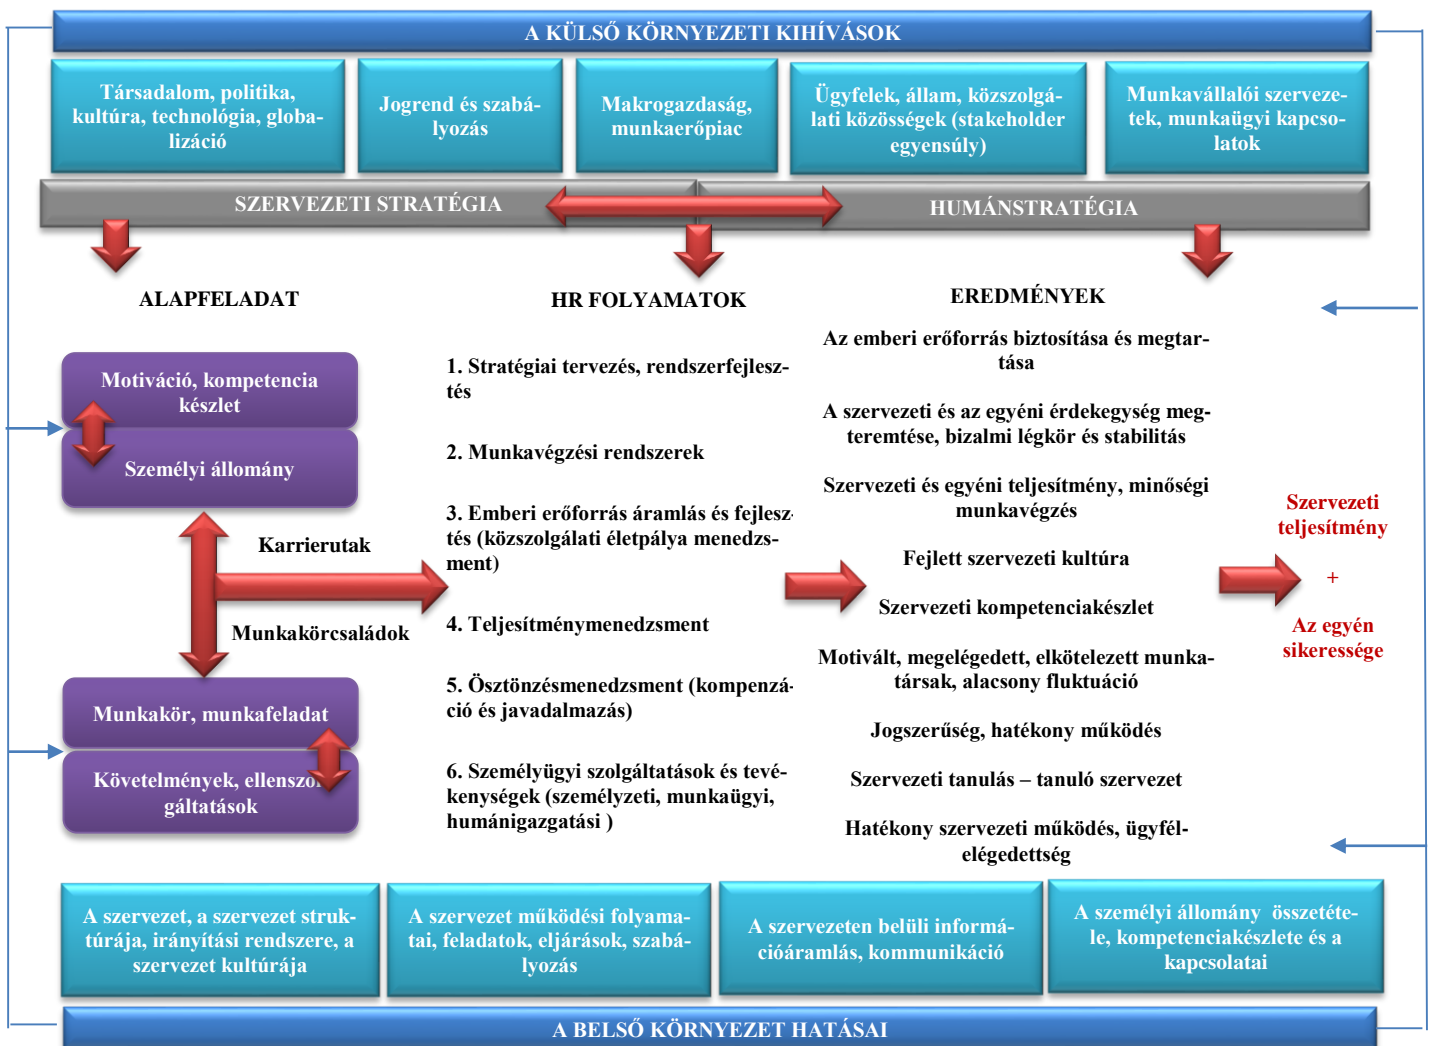 A KÜLSŐ KÖRNYEZETI KIHÍVÁSOK
Társadalom, politika,
kultúra, technológia, globa-
lizáció
Jogrend és szabá-
lyozás
Makrogazdaság,
munkaerőpiac
Ügyfelek, állam, közszolgá-
lati közösségek (stakeholder
egyensúly)
Munkavállalói szerveze-
tek, munkaügyi kapcso-
latok
SZERVEZETI STRATÉGIA
HUMÁNSTRATÉGIA
ALAPFELADAT
Motiváció, kompetencia
készlet
Személyi állomány
Karrierutak
Munkakörcsaládok
Munkakör, munkafeladat
Követelmények, ellenszol-
gáltatások
HR FOLYAMATOK
1. Stratégiai tervezés, rendszerfejlesz-
tés
2. Munkavégzési rendszerek
3. Emberi erőforrás áramlás és fejlesz-
tés (közszolgálati életpálya menedzs-
ment)
4. Teljesítménymenedzsment
5. Ösztönzésmenedzsment (kompenzá-
ció és javadalmazás)
6. Személyügyi szolgáltatások és tevé-
kenységek (személyzeti, munkaügyi,
humánigazgatási )
EREDMÉNYEK
Az emberi erőforrás biztosítása és megtar-
tása
A szervezeti és az egyéni érdekegység meg-
teremtése, bizalmi légkör és stabilitás
Szervezeti és egyéni teljesítmény, minőségi
munkavégzés
Fejlett szervezeti kultúra
Szervezeti kompetenciakészlet
Motivált, megelégedett, elkötelezett munka-
társak, alacsony fluktuáció
Jogszerűség, hatékony működés
Szervezeti tanulás – tanuló szervezet
Hatékony szervezeti működés, ügyfél-
elégedettség
Szervezeti
teljesítmény
+
Az egyén
sikeressége
A szervezet, a szervezet struk-
túrája, irányítási rendszere, a
szervezet kultúrája
A szervezet működési folyama-
tai, feladatok, eljárások, szabá-
lyozás
A szervezeten belüli informá-
cióáramlás, kommunikáció
A személyi állomány  összetéte-
le, kompetenciakészlete és a
kapcsolatai
A BELSŐ KÖRNYEZET HATÁSAI